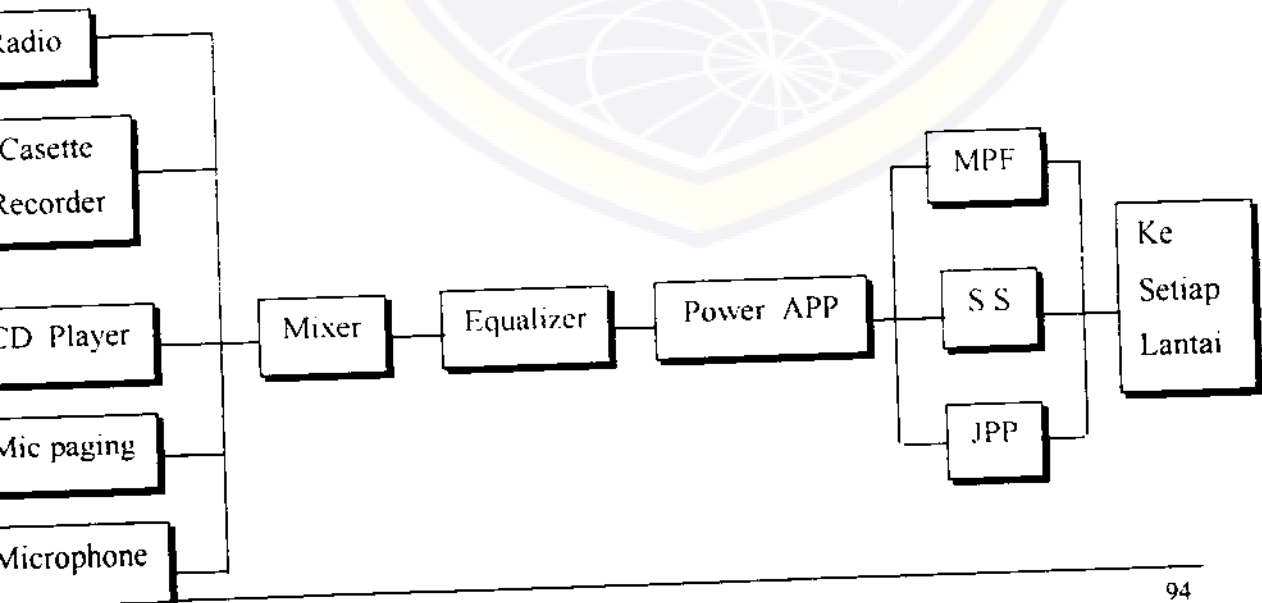 Radio
Casette
Recorder
CD Player
Mic paging
Microphone
Mixer
Equalizer
Power APP
MPF
S S
JPP
Ke
Setiap
Lantai
94